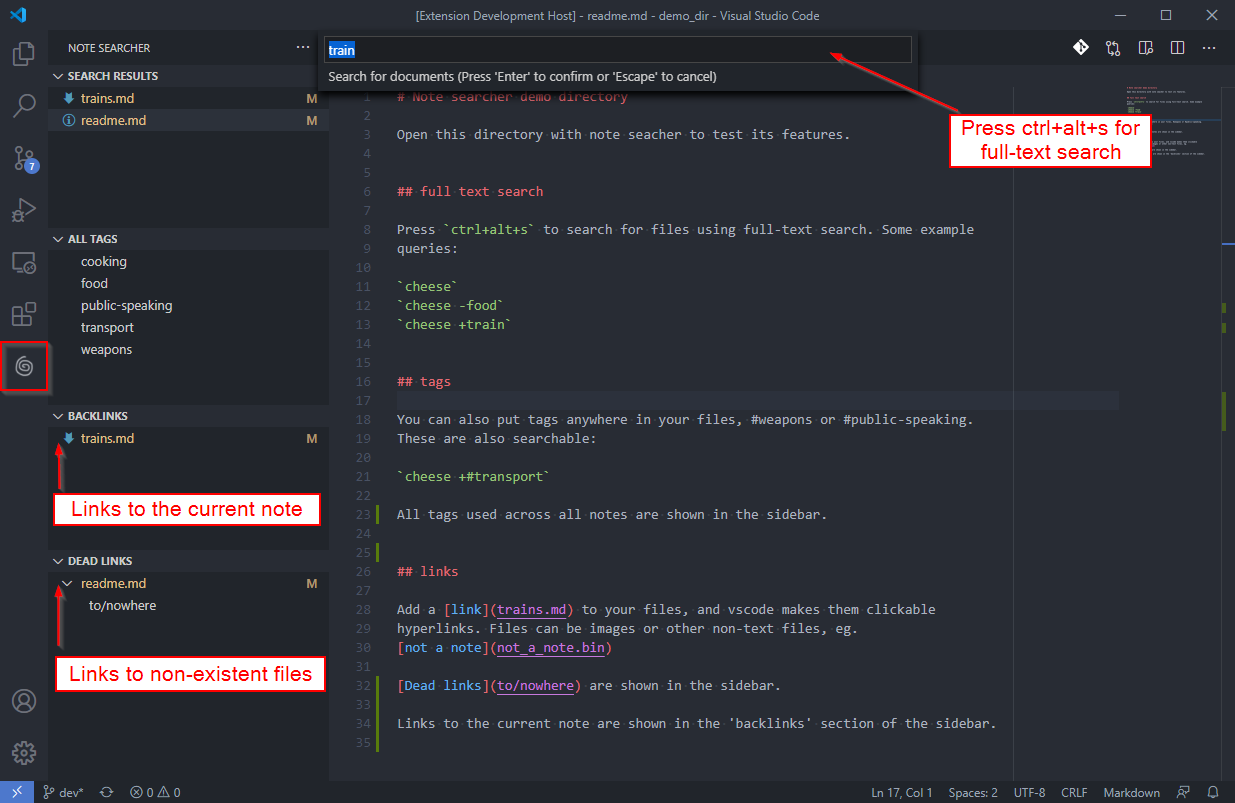 [Extension Development Host] - readme.md - demo_dir - Visual Studio Code
NOTE SEARCHER
train
Search for documents (Press 'Enter' to confirm or 'Escape' to cancel)
Press ctrl+alt+s for
full-text search
SEARCH RESULTS
trains.md M
readme.md M
7
ALL TAGS
cooking
food
public-speaking
transport
weapons
BACKLINKS
trains.md M
Links to the current note
DEAD LINKS
readme.md M
to/nowhere
Links to non-existent files
1 # Note searcher demo directory
2
3 Open this directory with note seacher to test its features.
4
5
6 ## full text search
7
8 Press `ctrl+alt+s` to search for files using full-text search. Some example
9 queries:
10
11 `cheese`
12 `cheese -food`
13 `cheese +train`
14
15
16 ## tags
17
18 You can also put tags anywhere in your files, #weapons or #public-speaking.
19 These are also searchable:
20
21 `cheese +#transport`
22
23 All tags used across all notes are shown in the sidebar.
24
25
26 ## links
27
28 Add a [link](trains.md) to your files, and vscode makes them clickable
29 hyperlinks. Files can be images or other non-text files, eg.
30 [not a note](not_a_note.bin)
31
32 [Dead links](to/nowhere) are shown in the sidebar.
33
34 Links to the current note are shown in the 'backlinks' section of the sidebar.
35
dev* 0 0 Ln 17, Col 1 Spaces: 2 UTF-8 CRLF Markdown